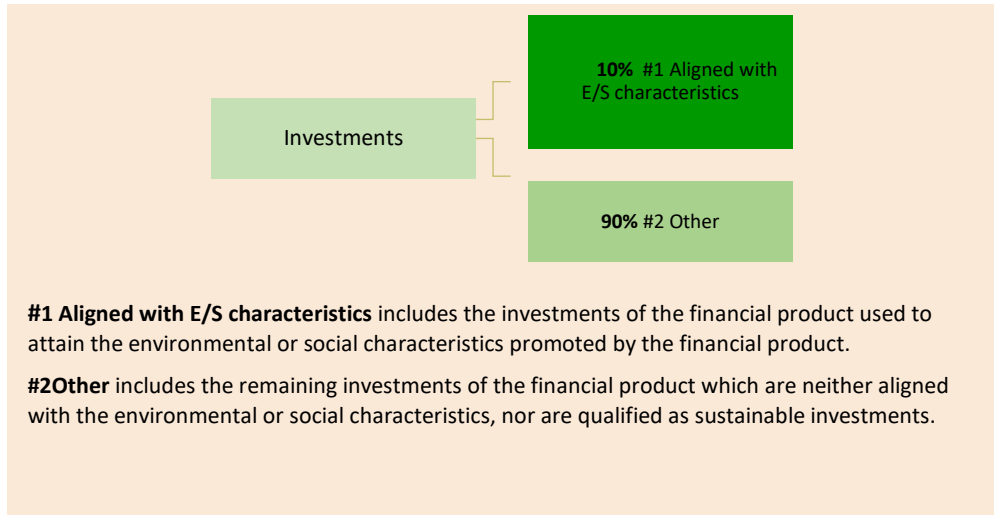 10% #1 Aligned with
E/S characteristics
Investments
90% #2 Other
#1 Aligned with E/S characteristics includes the investments of the financial product used to
attain the environmental or social characteristics promoted by the financial product.
#2Other includes the remaining investments of the financial product which are neither aligned
with the environmental or social characteristics, nor are qualified as sustainable investments.